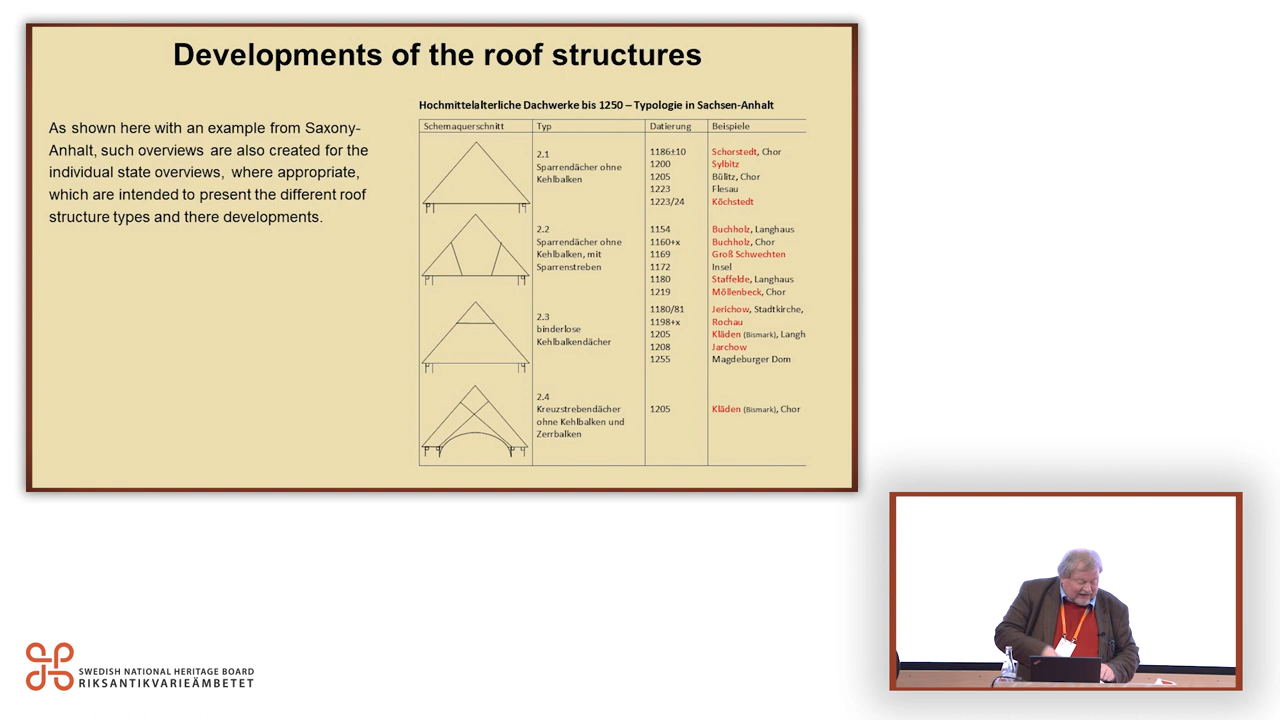 Developments of the roof structures
As shown here with an example from Saxony-
Anhalt, such overviews are also created for the
individual state overviews, where appropriate,
which are intended to present the different roof
structure types and there developments.
Hochmittelalterliche Dachwerke bis 1250 – Typologie in Sachsen-Anhalt
Schemaquerschnitt Typ Datierung Beispiele
2.1
Sparrendächer ohne
Kehlbalken
1186±10 Schorstedt, Chor
1200 Sylbitz
1205 Bülitz, Chor
1223 Flesau
1223/24 Köchstedt
2.2
Sparrendächer ohne
Kehlbalken, mit
Sparrenstreben
1154 Buchholz, Langhaus
1160+x Buchholz, Chor
1169 Groß Schwechten
1172 Insel
1180 Staffelde, Langhaus
1219 Möllenbeck, Chor
2.3
binderlose
Kehlbalkendächer
1180/81 Jerichow, Stadtkirche,
1198+x Rochau
1205 Kläden (Bismark), Langh
1208 Jarchow
1255 Magdeburger Dom
2.4
Kreuzstrebendächer
ohne Kehlbalken und
Zerrbalken
1205 Kläden (Bismark), Chor
SWEDISH NATIONAL HERITAGE BOARD
RIKSANTIKVARIEÄMBETET